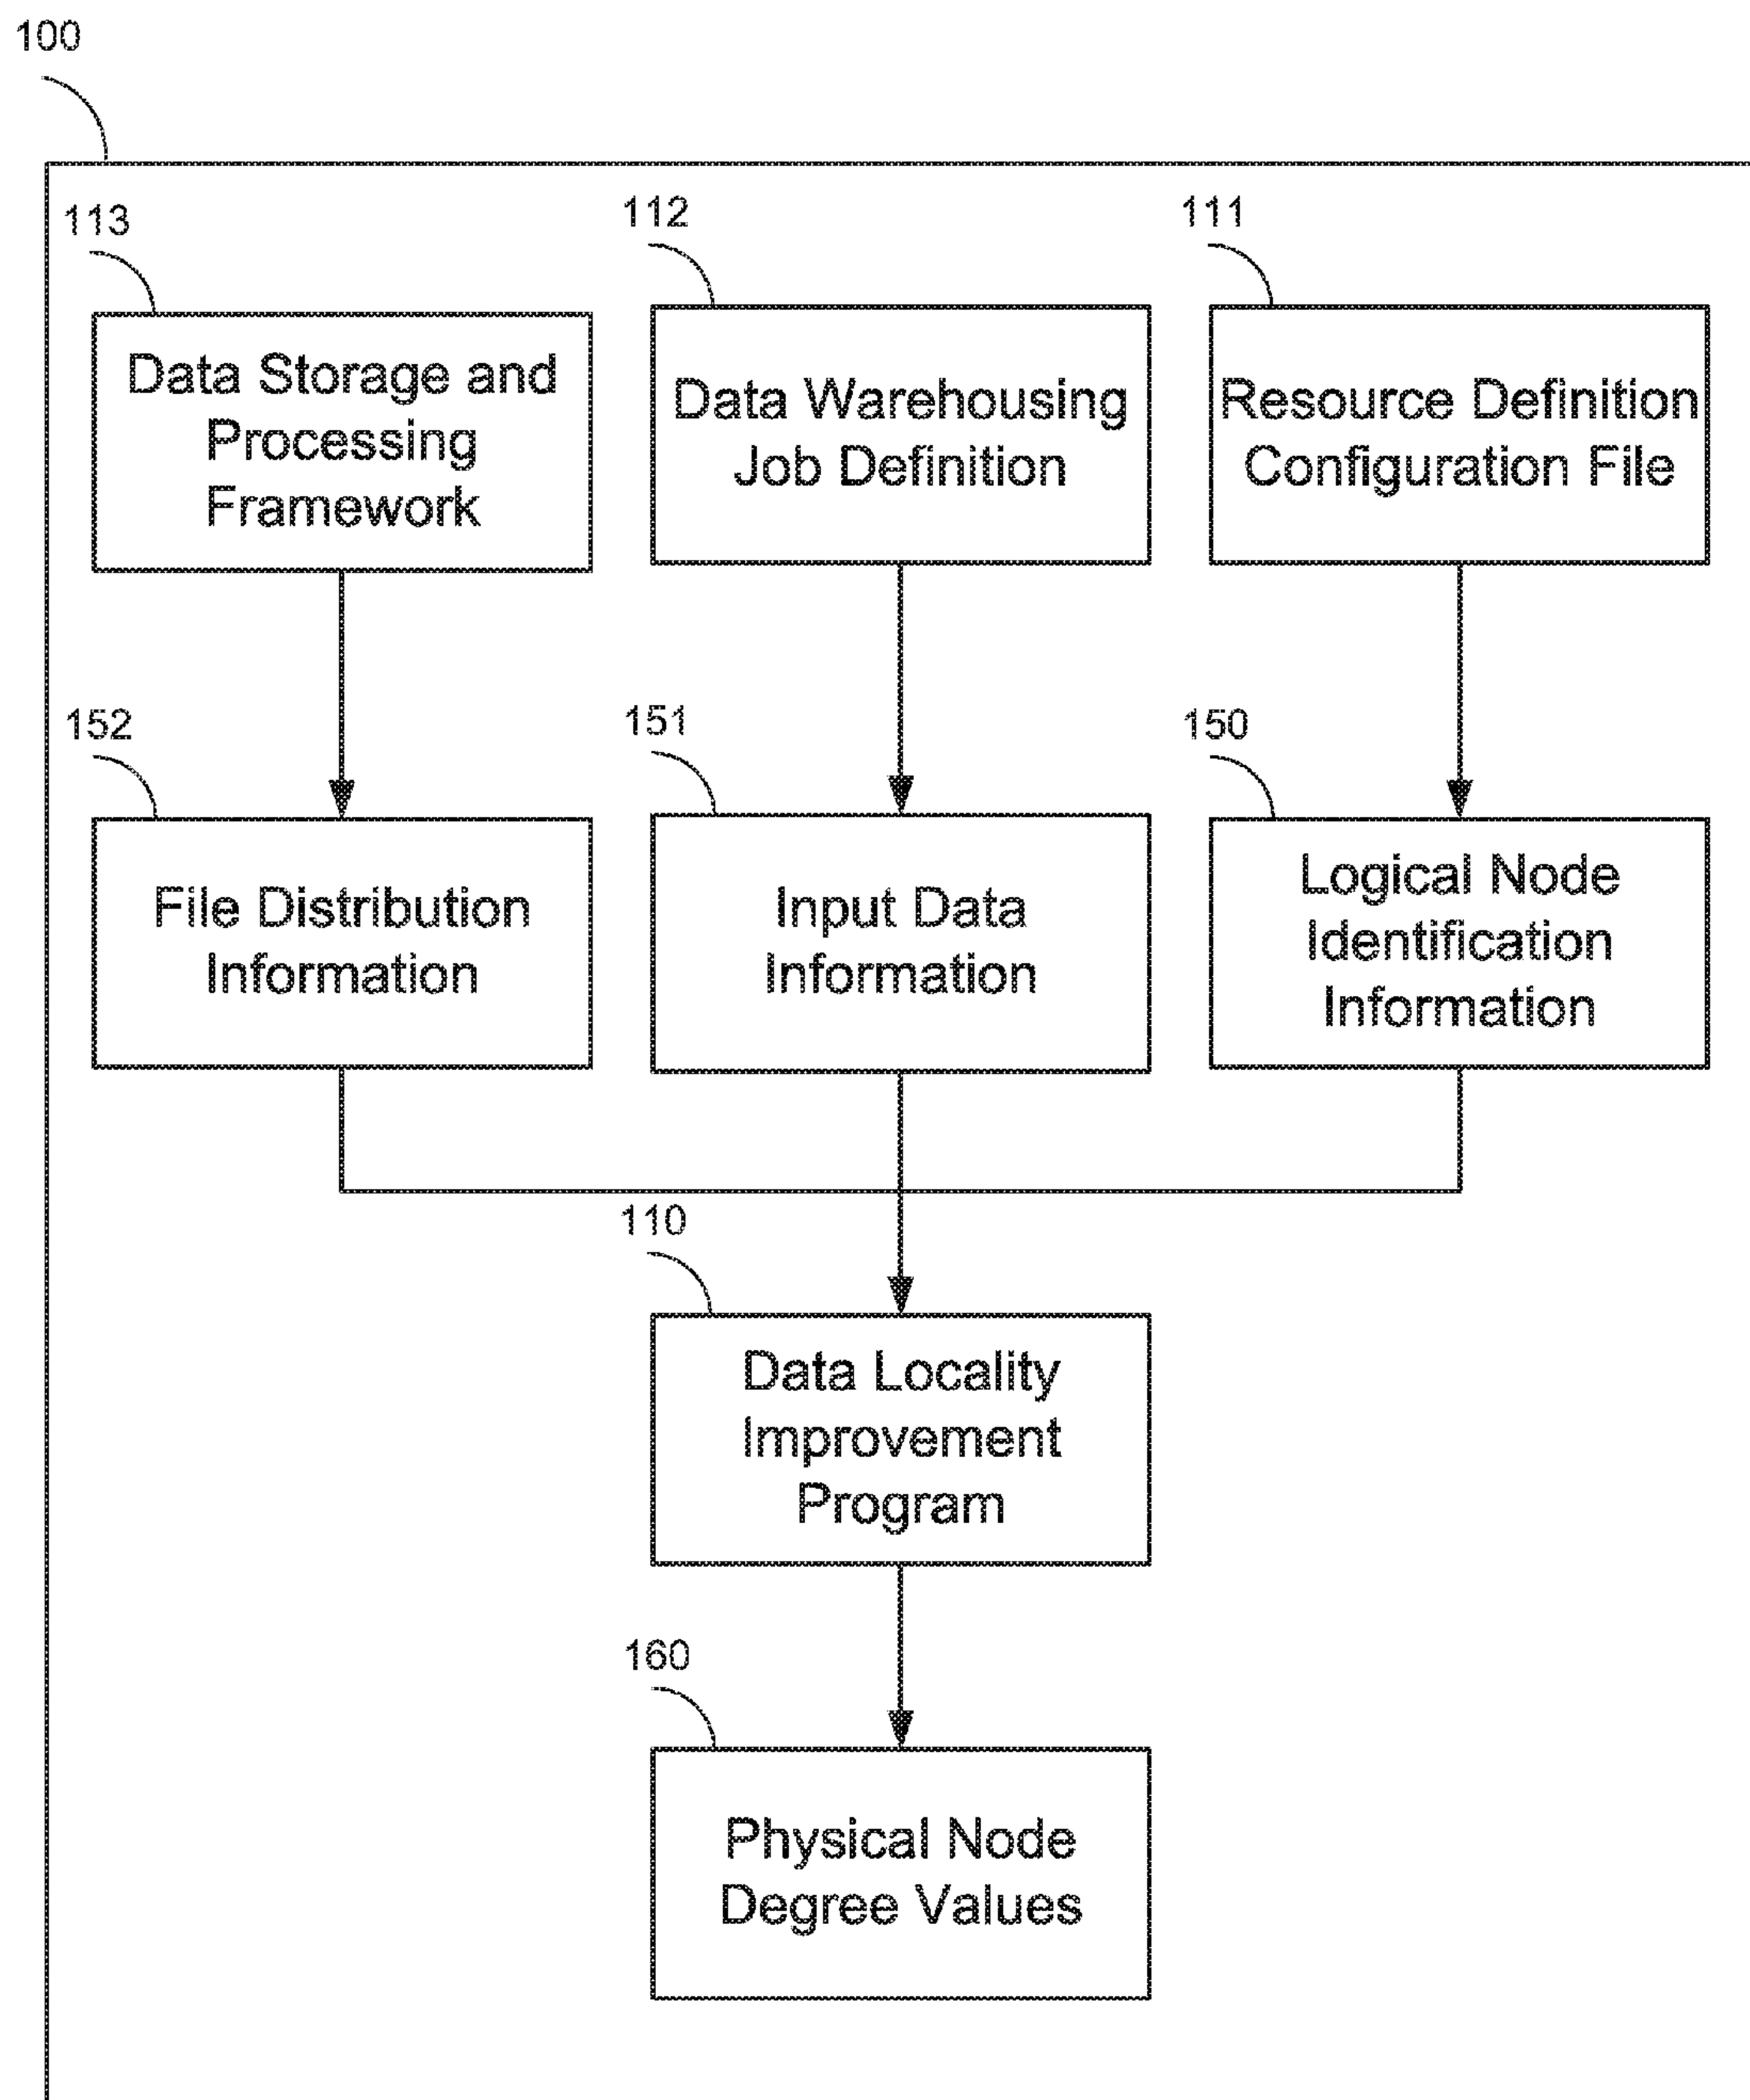 100
113
112
111
Data Storage and
Processing
Framework
Data Warehousing
Job Definition
Resource Definition
Configuration File
152
151
150
File Distribution
Information
Input Data
Information
Logical Node
Identification
Information
110
Data Locality
Improvement
Program
160
Physical Node
Degree Values